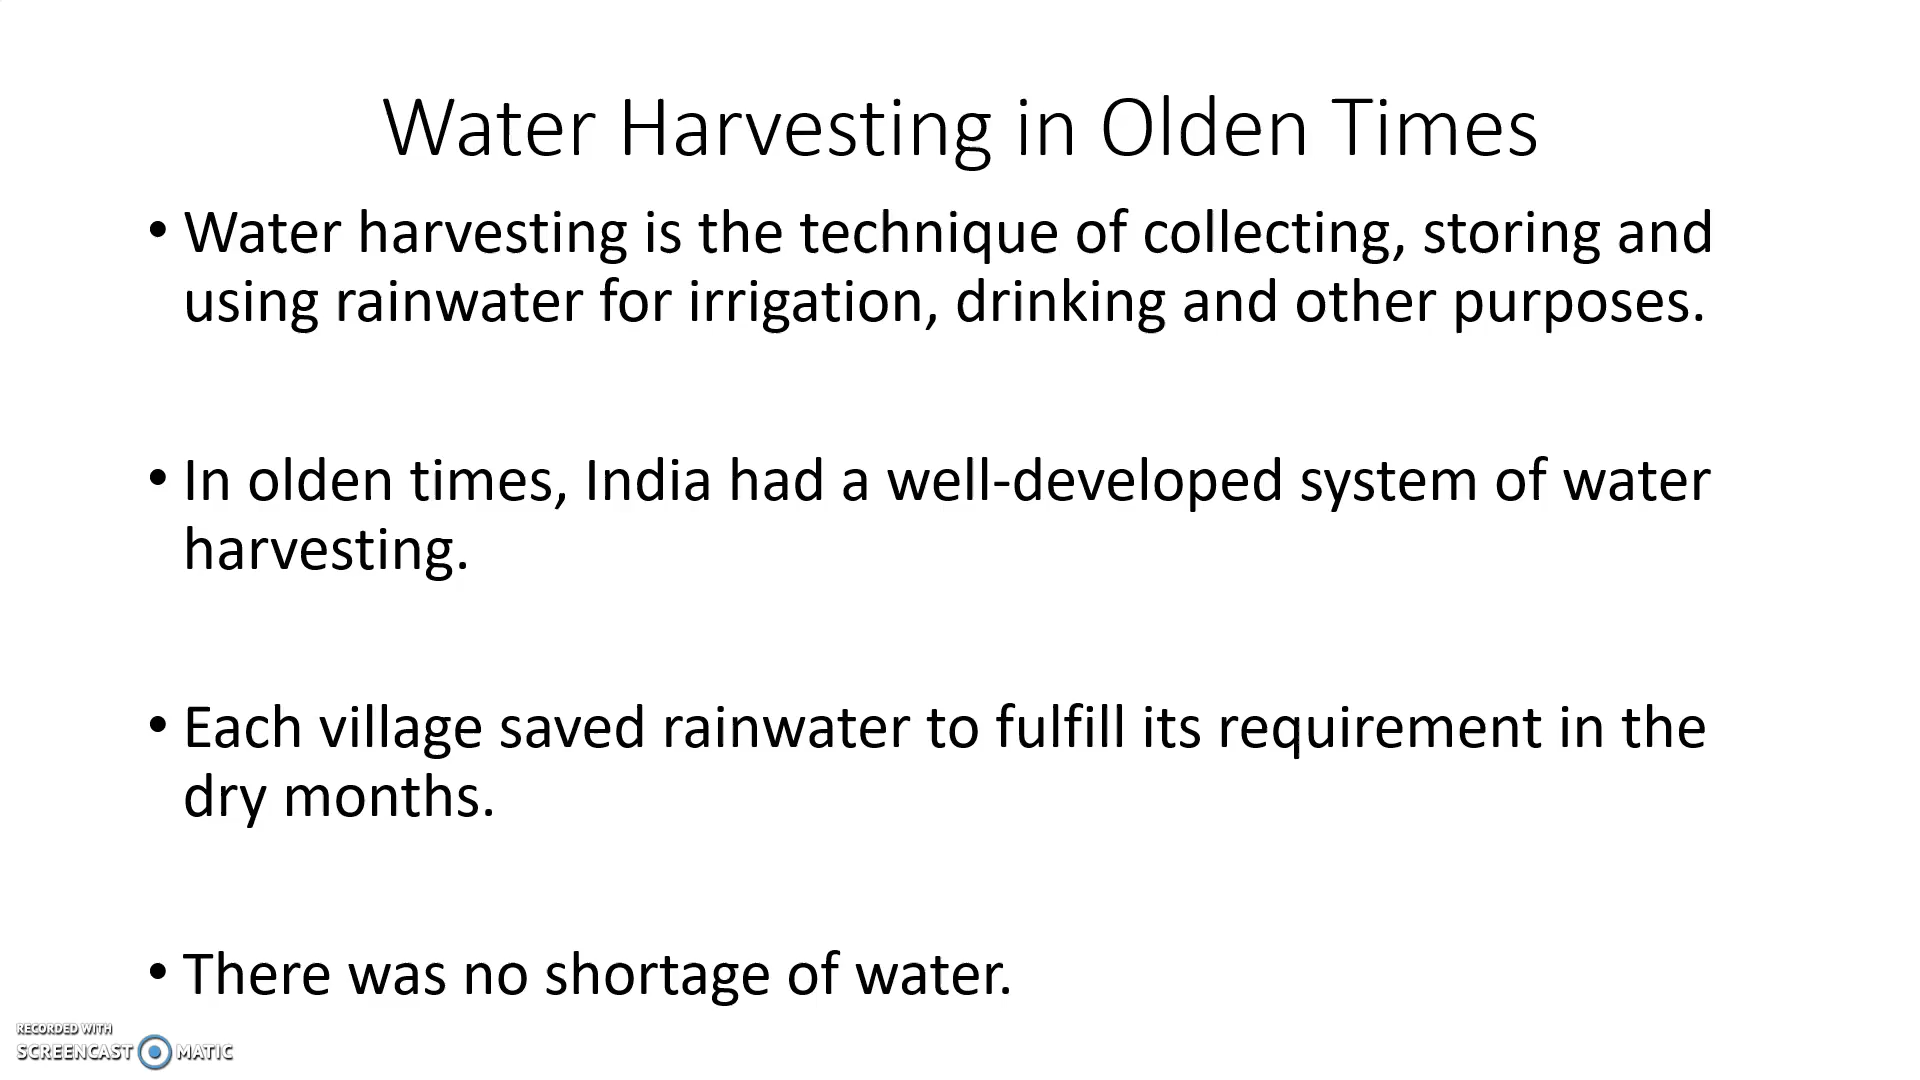 Water Harvesting in Olden Times
• Water harvesting is the technique of collecting, storing and
using rainwater for irrigation, drinking and other purposes.
• In olden times, India had a well-developed system of water
harvesting.
• Each village saved rainwater to fulfill its requirement in the
dry months.
• There was no shortage of water.
RECORDED WITH
SCREENCAST MATIC